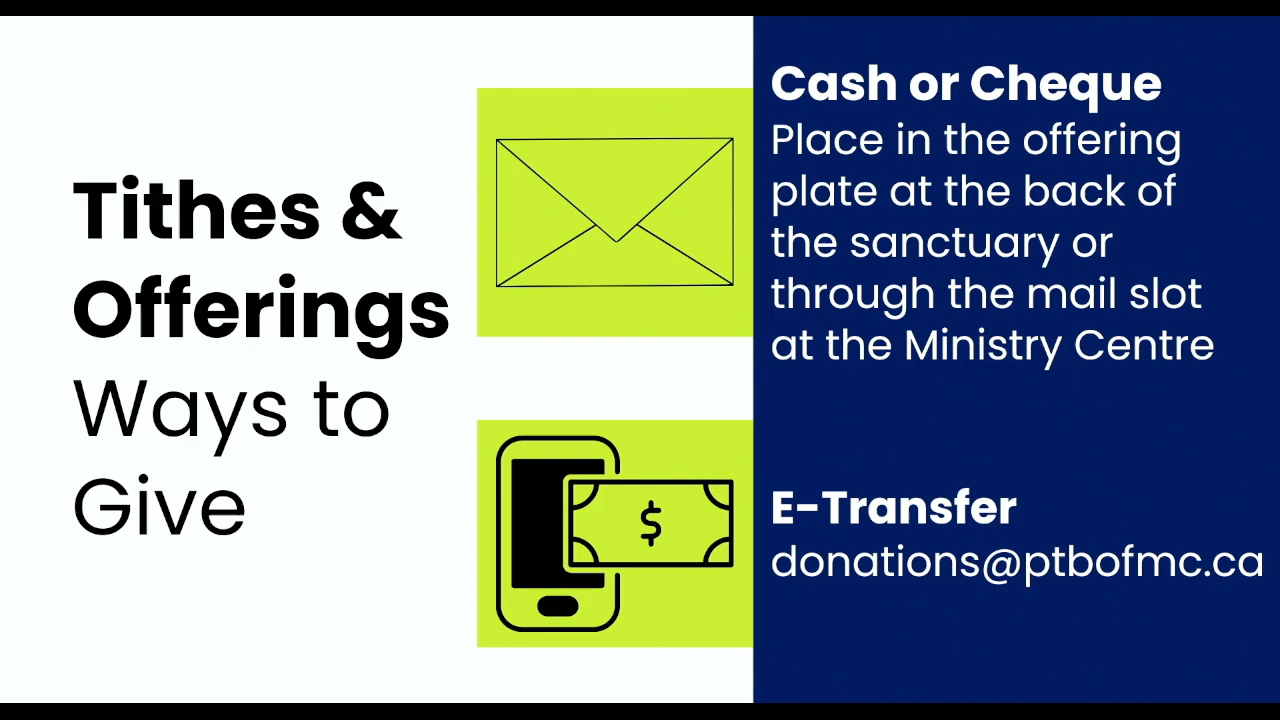 Tithes &
Offerings
Ways to
Give
Cash or Cheque
Place in the offering
plate at the back of
the sanctuary or
through the mail slot
at the Ministry Centre
$
E-Transfer
donations@ptbofmc.ca